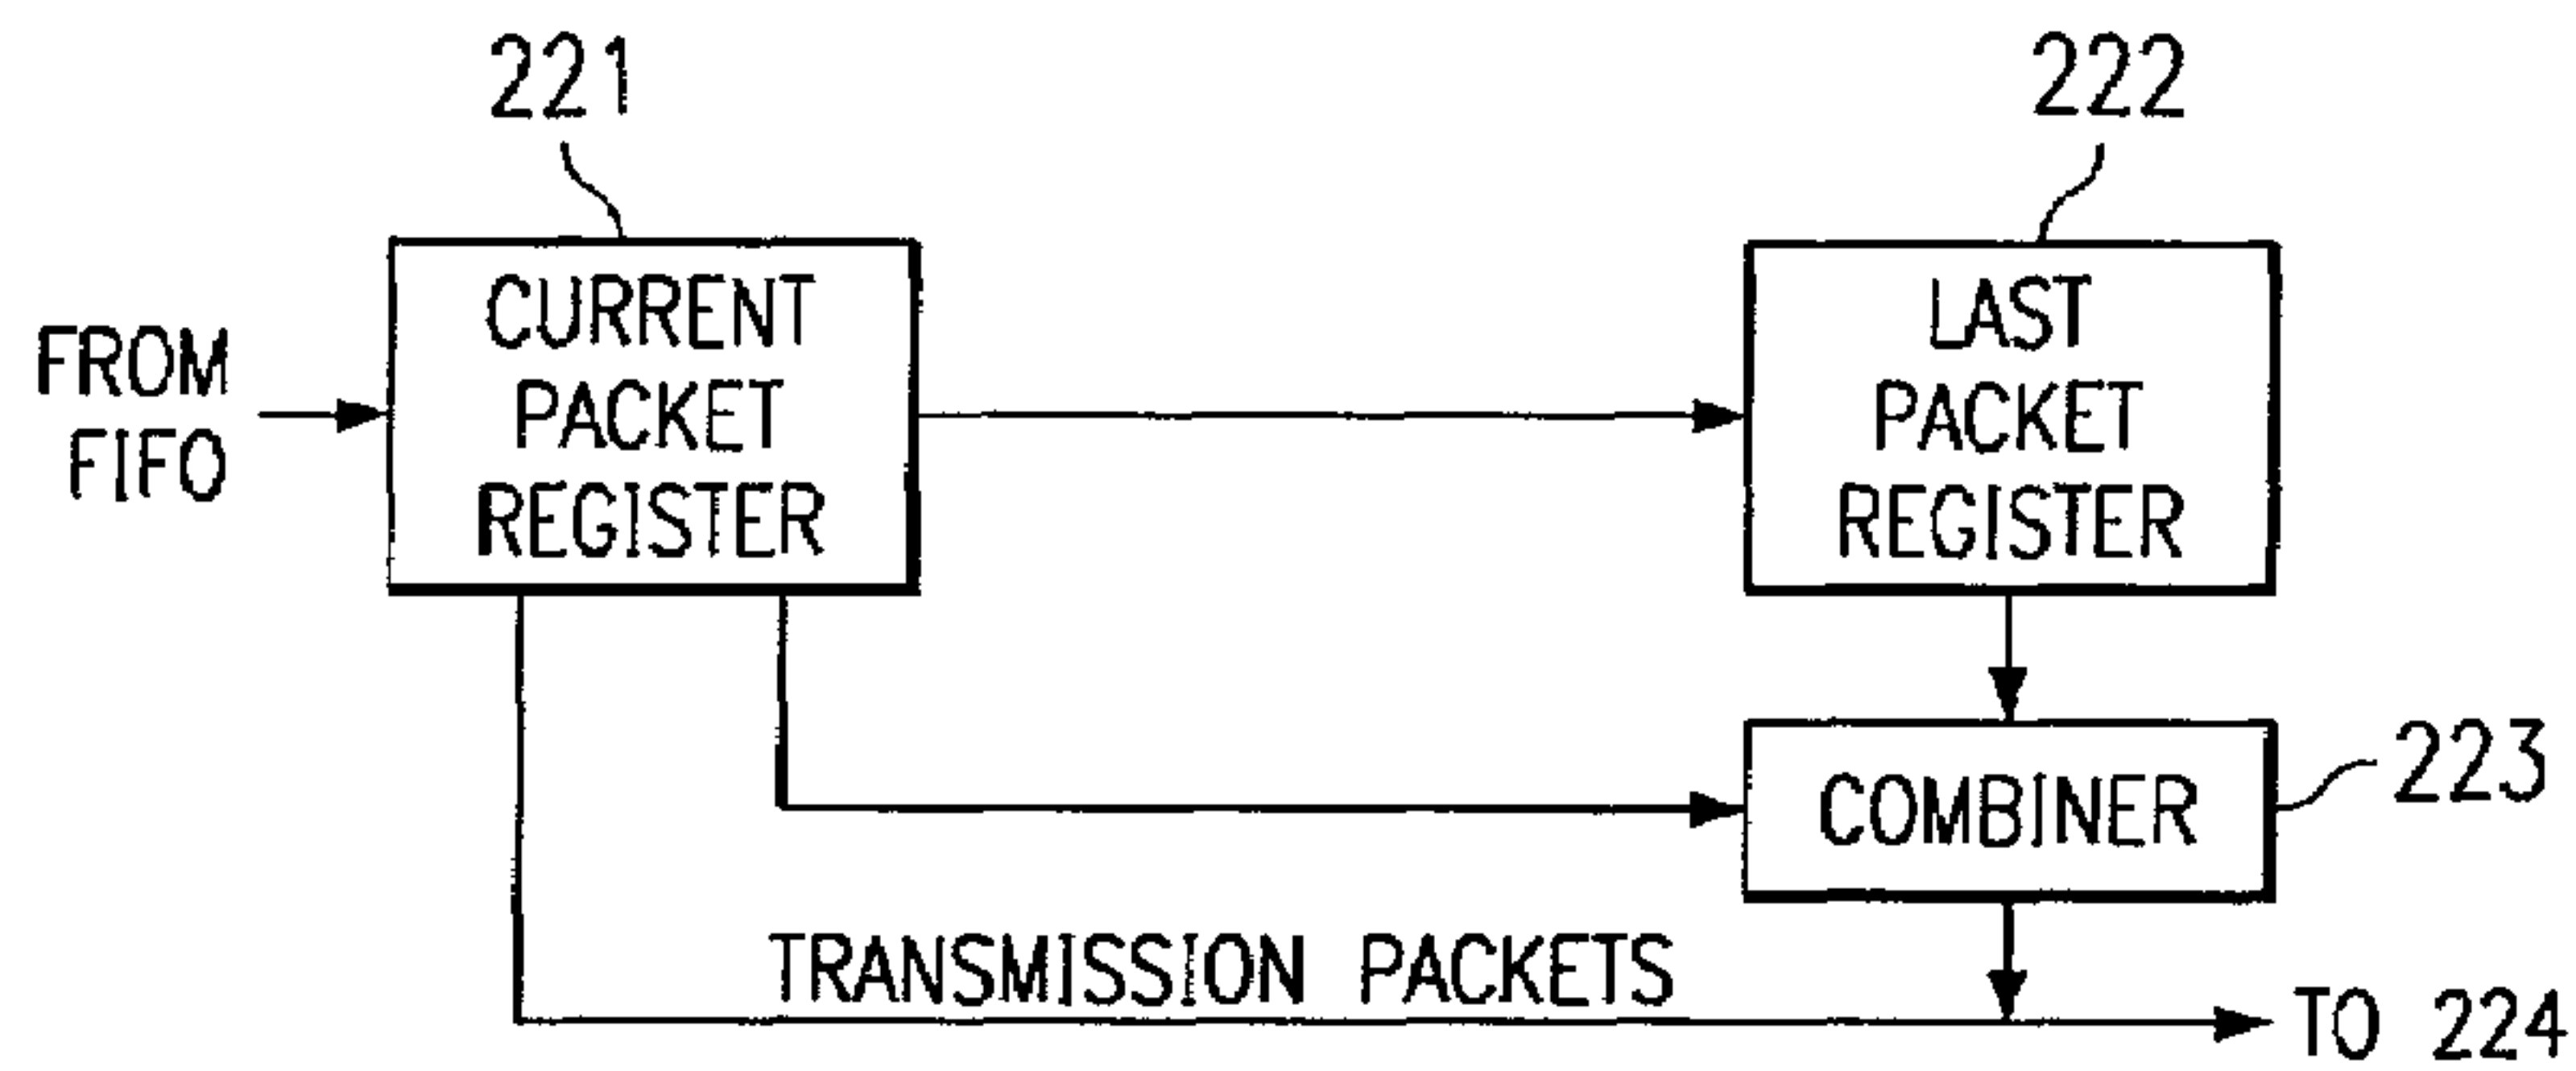 221
222
FROM
FIFO
CURRENT
PACKET
REGISTER
LAST
PACKET
REGISTER
COMBINER
223
TRANSMISSION PACKETS
TO 224